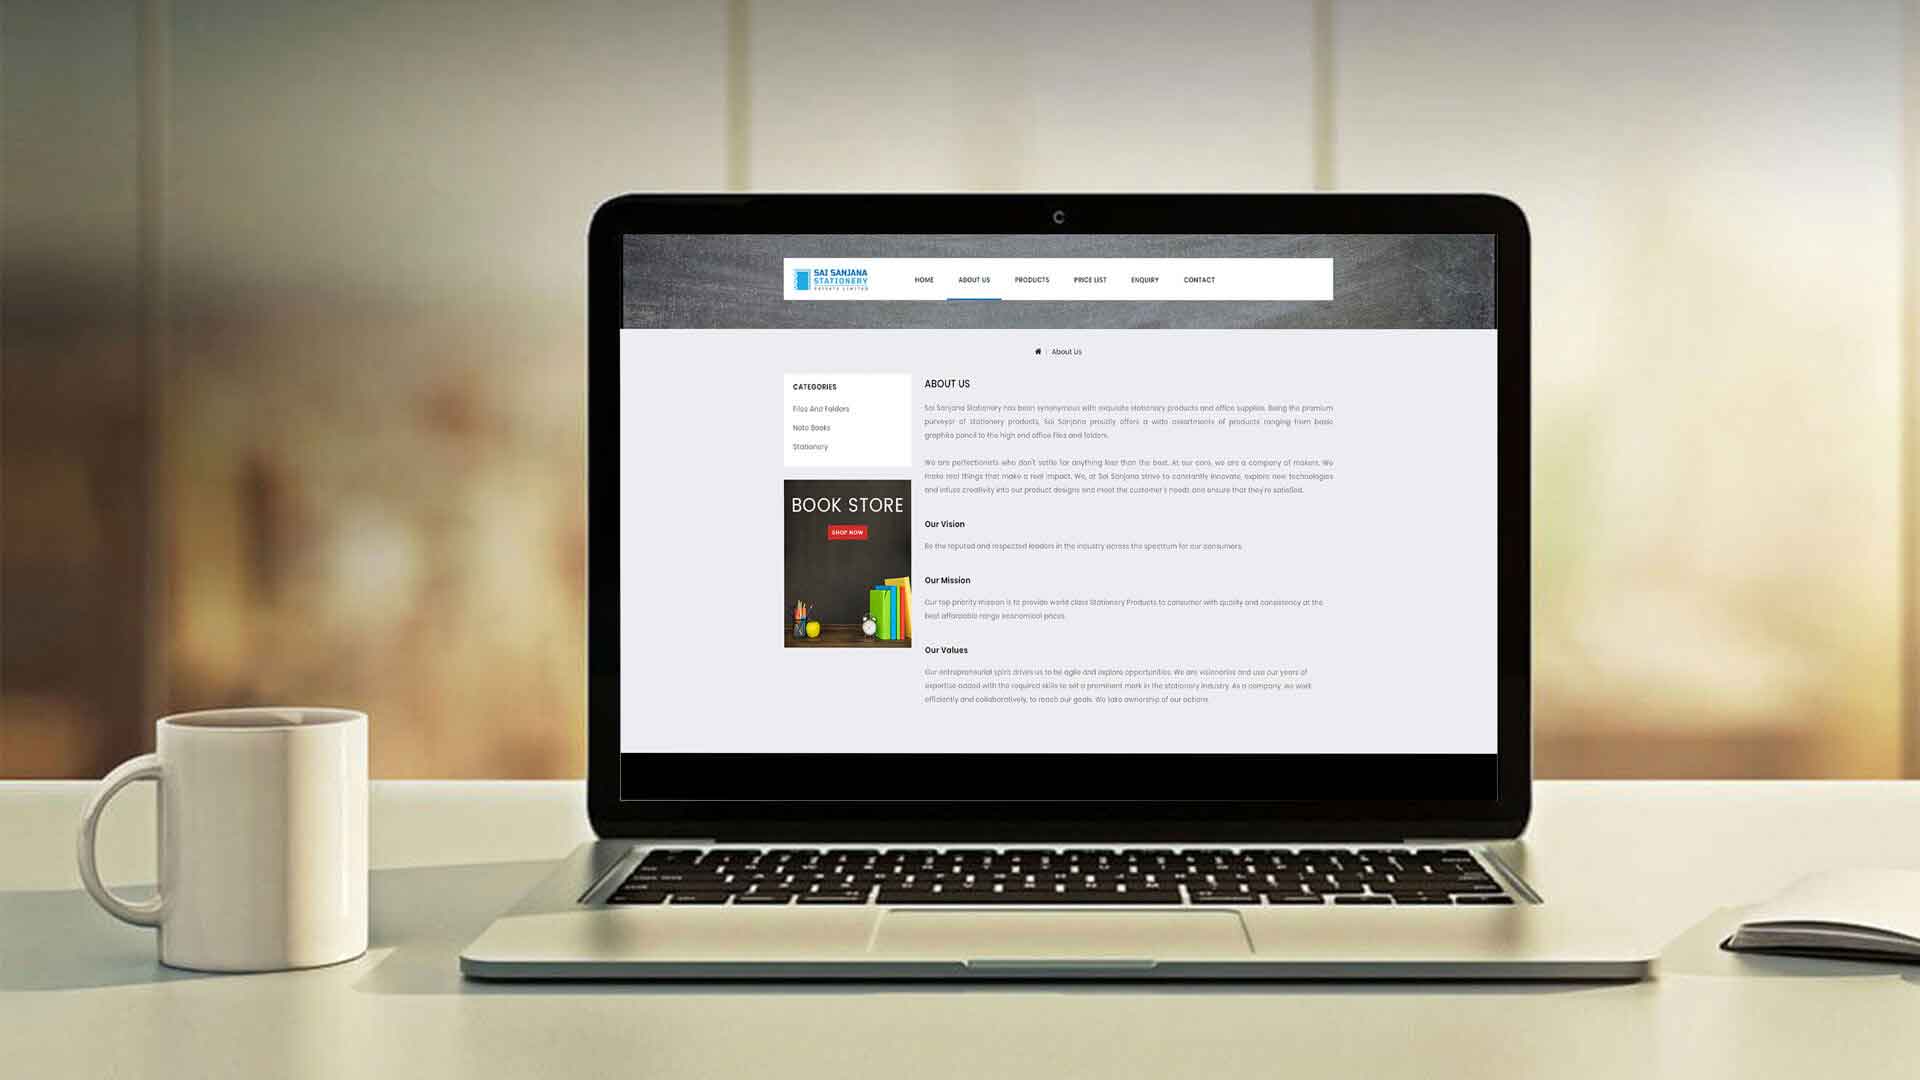 SAI SANJANA
STATIONERY
PRIVATE LIMITED
HOME ABOUT US PRODUCTS PRICE LIST ENQUIRY CONTACT
About Us
CATEGORIES
Files And Folders
Note Books
Stationery
BOOK STORE
SHOP NOW
ABOUT US
Sai Sanjana Stationery has been synonymous with exquisite stationery products and office supplies. Being the premium
purveyor of stationery products, Sai Sanjana proudly offers a wide assortments of products ranging from basic
graphite pencil to the high end office files and folders.
We are perfectionists who don't settle for anything less than the best. At our core, we are a company of makers. We
make real things that make a real impact. We, at Sai Sanjana strive to constantly innovate, explore new technologies
and infuse creativity into our product designs and meet the customer's needs and ensure that they're satisfied.
Our Vision
Be the reputed and respected leaders in the industry across the spectrum for our consumers.
Our Mission
Our top priority mission is to provide world class Stationery Products to consumer with quality and consistency at the
best affordable range economical prices.
Our Values
Our entrepreneurial spirit drives us to be agile and explore opportunities. We are visionaries and use our years of
expertise added with the required skills to set a prominent mark in the stationery industry. As a company, we work
efficiently and collaboratively, to reach our goals. We take ownership of our actions.